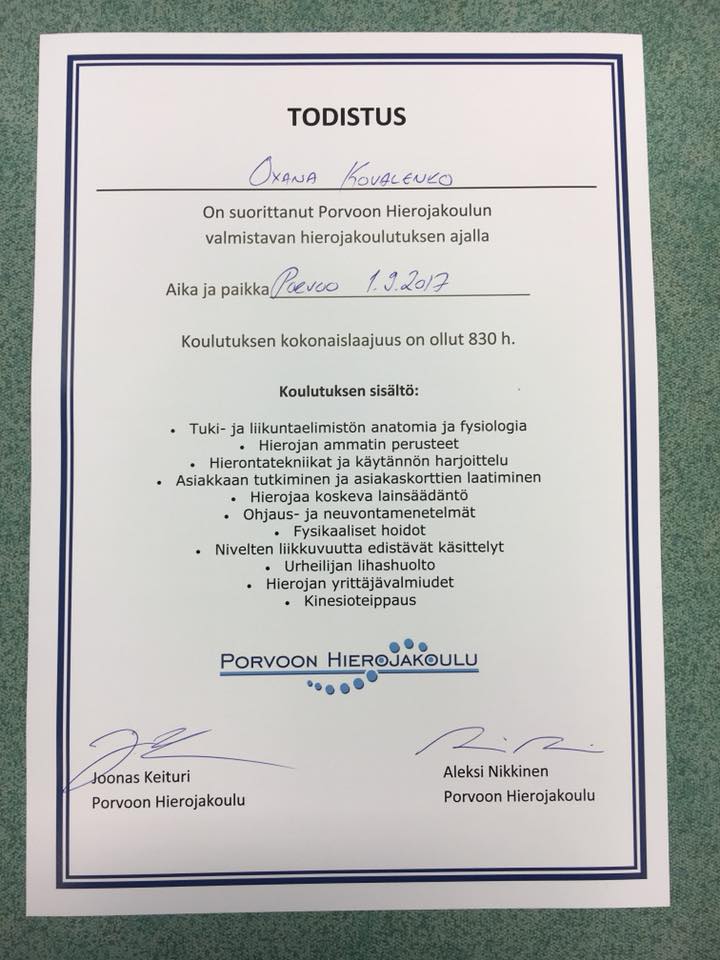 TODISTUS
Oxana Kovalenko
On suorittanut Porvoon Hierojakoulun
valmistavan hierojakoulutuksen ajalla
Aika ja paikka Porvoo 1.9.2017
Koulutuksen kokonaislaajuus on ollut 830 h.
Koulutuksen sisältö:
• Tuki- ja liikuntaelimistön anatomia ja fysiologia
• Hierojan ammatin perusteet
• Hierontatekniikat ja käytännön harjoittelu
• Asiakkaan tutkiminen ja asiakaskorttien laatiminen
• Hierojaa koskeva lainsäädäntö
• Ohjaus- ja neuvontamenetelmät
• Fysikaaliset hoidot
• Nivelten liikkuvuutta edistävät käsittelyt
• Urheilijan lihashuolto
• Hierojan yrittäjävalmiudet
• Kinesioteippaus
PORVOON HIEROJAKOULU
Joonas Keituri
Porvoon Hierojakoulu
Aleksi Nikkinen
Porvoon Hierojakoulu